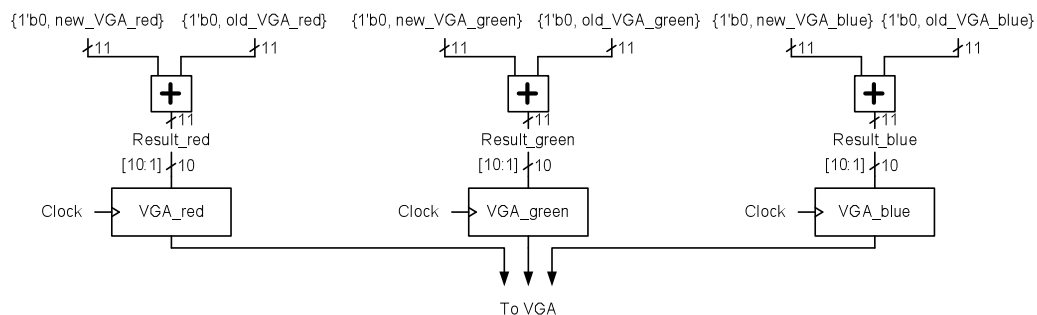 {1'b0, new_VGA_red} {1'b0, old_VGA_red} {1'b0, new_VGA_green} {1'b0, old_VGA_green} {1'b0, new_VGA_blue} {1'b0, old_VGA_blue}
11 11 11 11 11 11
+ + +
11 11 11
Result_red Result_green Result_blue
[10:1] 10 [10:1] 10 [10:1] 10
Clock VGA_red Clock VGA_green Clock VGA_blue
To VGA